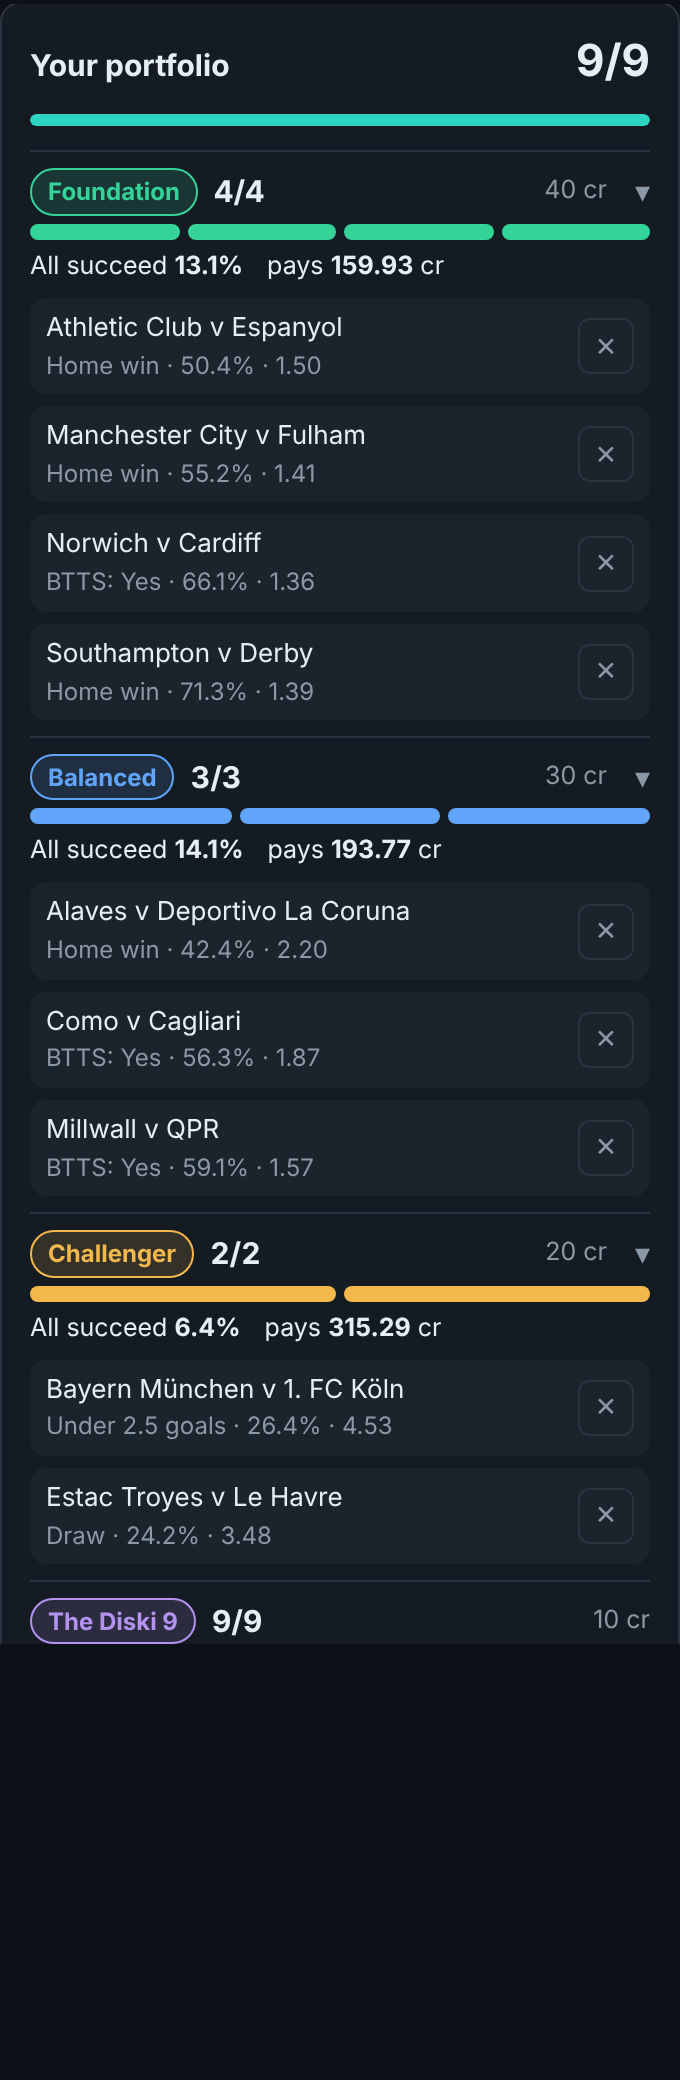 Your portfolio 9/9
Foundation 4/4 40 cr ▼
All succeed 13.1% pays 159.93 cr
Athletic Club v Espanyol
Home win · 50.4% · 1.50
×
Manchester City v Fulham
Home win · 55.2% · 1.41
×
Norwich v Cardiff
BTTS: Yes · 66.1% · 1.36
×
Southampton v Derby
Home win · 71.3% · 1.39
×
Balanced 3/3 30 cr ▼
All succeed 14.1% pays 193.77 cr
Alaves v Deportivo La Coruna
Home win · 42.4% · 2.20
×
Como v Cagliari
BTTS: Yes · 56.3% · 1.87
×
Millwall v QPR
BTTS: Yes · 59.1% · 1.57
×
Challenger 2/2 20 cr ▼
All succeed 6.4% pays 315.29 cr
Bayern München v 1. FC Köln
Under 2.5 goals · 26.4% · 4.53
×
Estac Troyes v Le Havre
Draw · 24.2% · 3.48
×
The Diski 9 9/9 10 cr